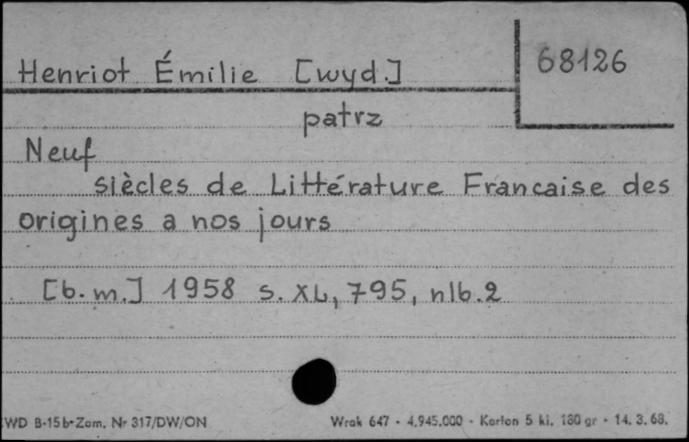 Henriot Émilie [wyd.]
68126
patrz
Neuf
siècles de Littérature Francaise des
origines a nos jours
[b.m.] 1958 s. XL, 795, nlb.2
WD B-15b-Zam. Nr 317/DW/ON
Wrak 647 - 4.945.000 - Karton 5 kl. 180 gr - 14.3.68.